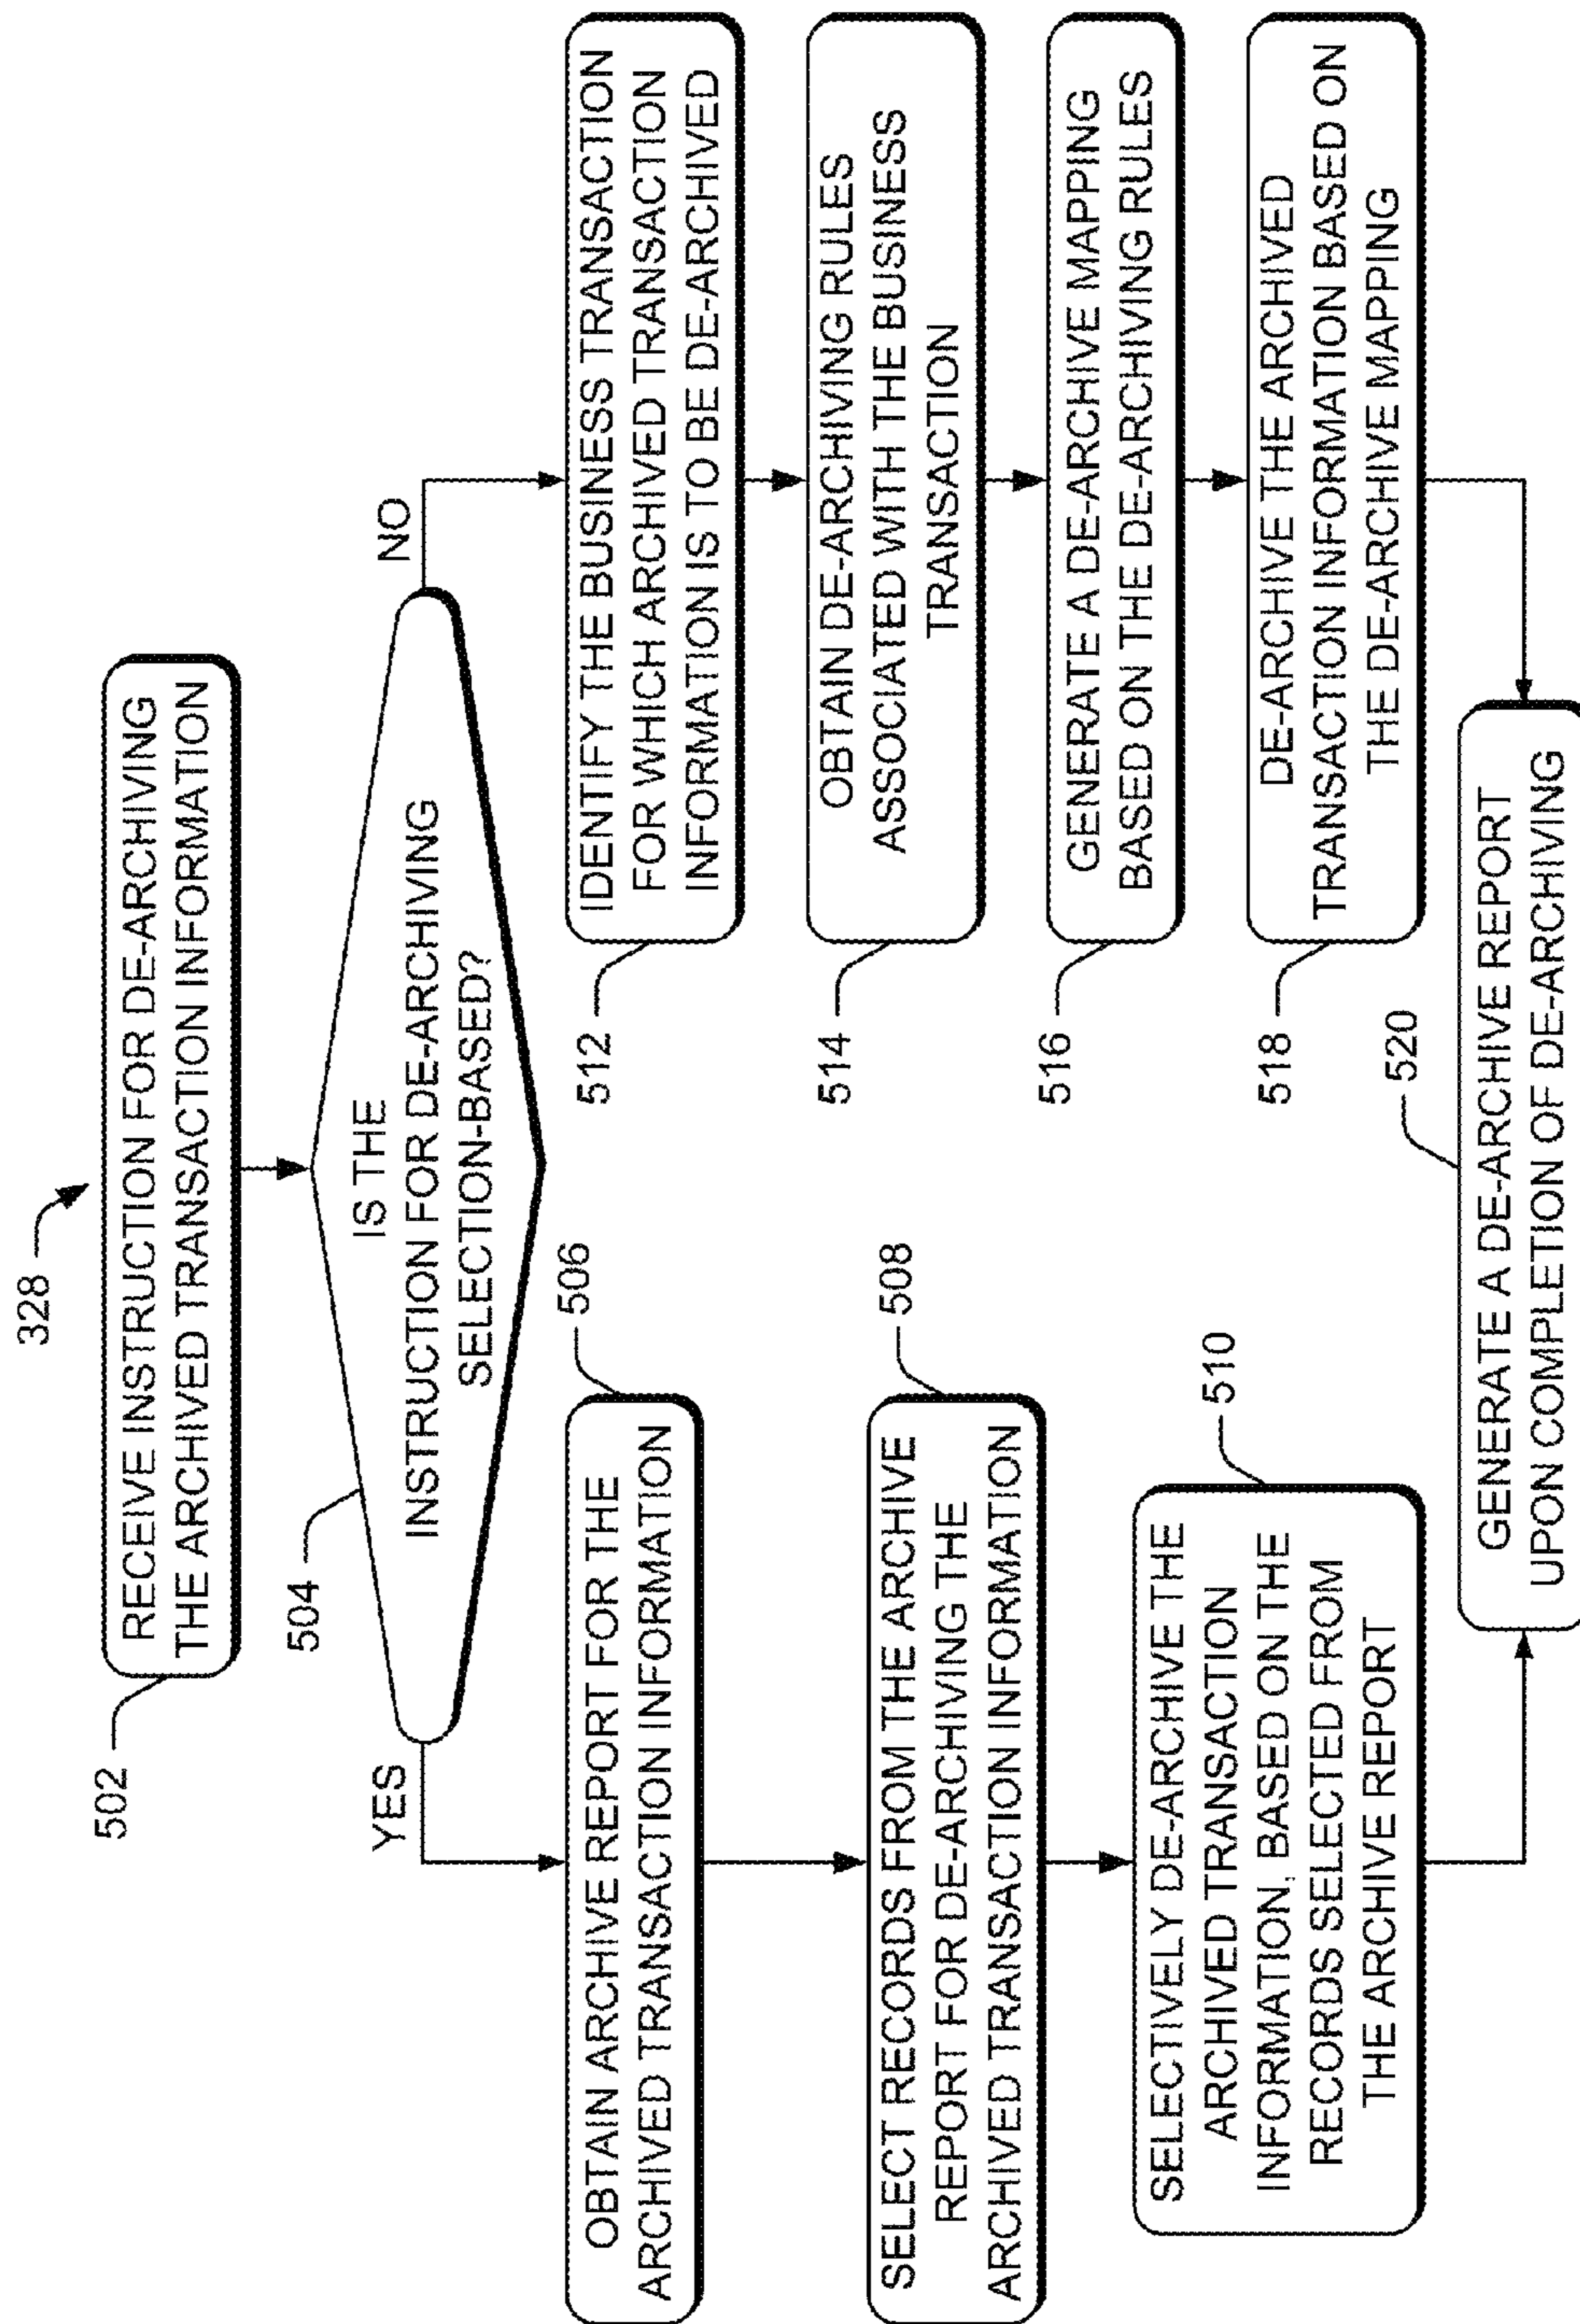 328
502
RECEIVE INSTRUCTION FOR DE-ARCHIVING
THE ARCHIVED TRANSACTION INFORMATION
504
IS THE
INSTRUCTION FOR DE-ARCHIVING
SELECTION-BASED?
YES
NO
506
OBTAIN ARCHIVE REPORT FOR THE
ARCHIVED TRANSACTION INFORMATION
508
SELECT RECORDS FROM THE ARCHIVE
REPORT FOR DE-ARCHIVING THE
ARCHIVED TRANSACTION INFORMATION
510
SELECTIVELY DE-ARCHIVE THE
ARCHIVED TRANSACTION
INFORMATION, BASED ON THE
RECORDS SELECTED FROM
THE ARCHIVE REPORT
512
IDENTIFY THE BUSINESS TRANSACTION
FOR WHICH ARCHIVED TRANSACTION
INFORMATION IS TO BE DE-ARCHIVED
514
OBTAIN DE-ARCHIVING RULES
ASSOCIATED WITH THE BUSINESS
TRANSACTION
516
GENERATE A DE-ARCHIVE MAPPING
BASED ON THE DE-ARCHIVING RULES
518
DE-ARCHIVE THE ARCHIVED
TRANSACTION INFORMATION BASED ON
THE DE-ARCHIVE MAPPING
520
GENERATE A DE-ARCHIVE REPORT
UPON COMPLETION OF DE-ARCHIVING